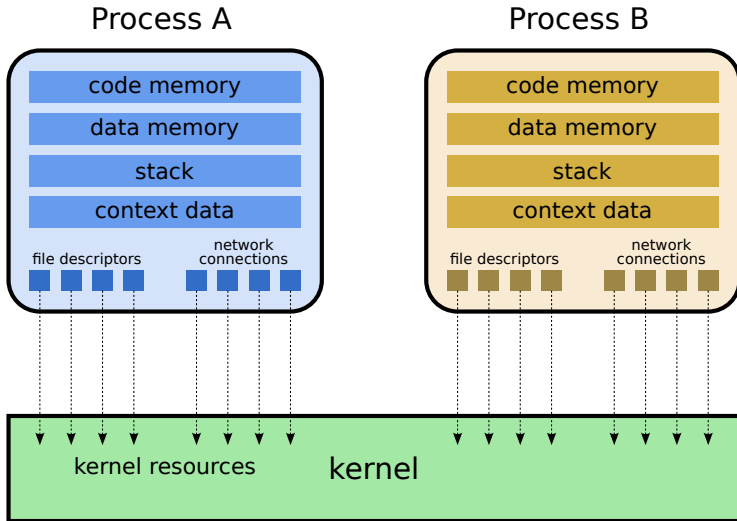 Process A
code memory
data memory
stack
context data
file descriptors
network
connections
Process B
code memory
data memory
stack
context data
file descriptors
network
connections
kernel resources
kernel